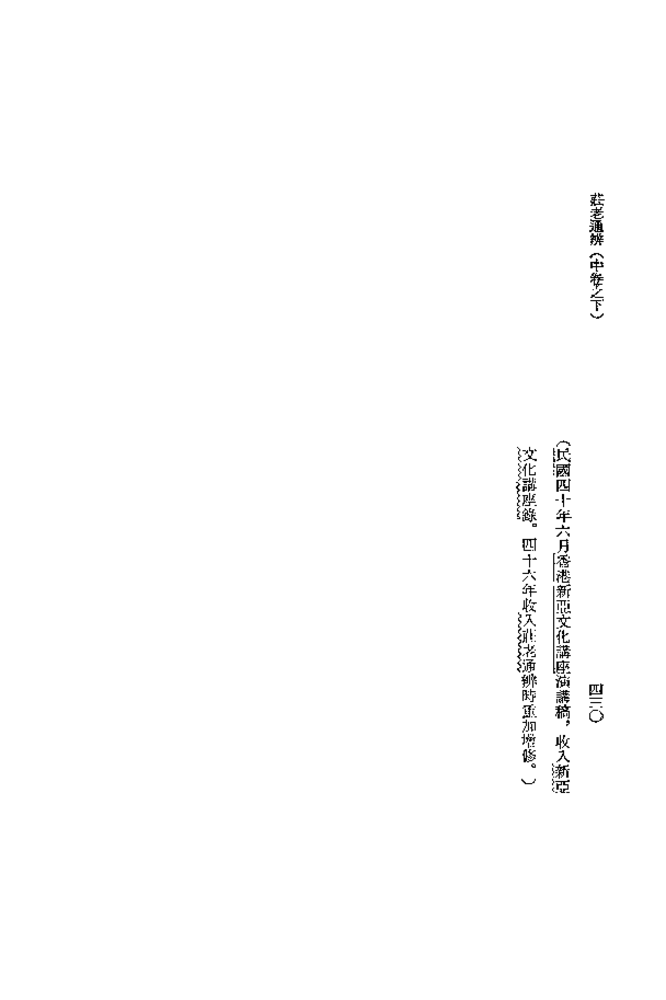 莊老通辨（中卷之下）
四三〇
（民國四十年六月香港新亞文化講座演講稿，收入新亞
文化講座錄。四十六年收入莊老通辨時重加增修。）